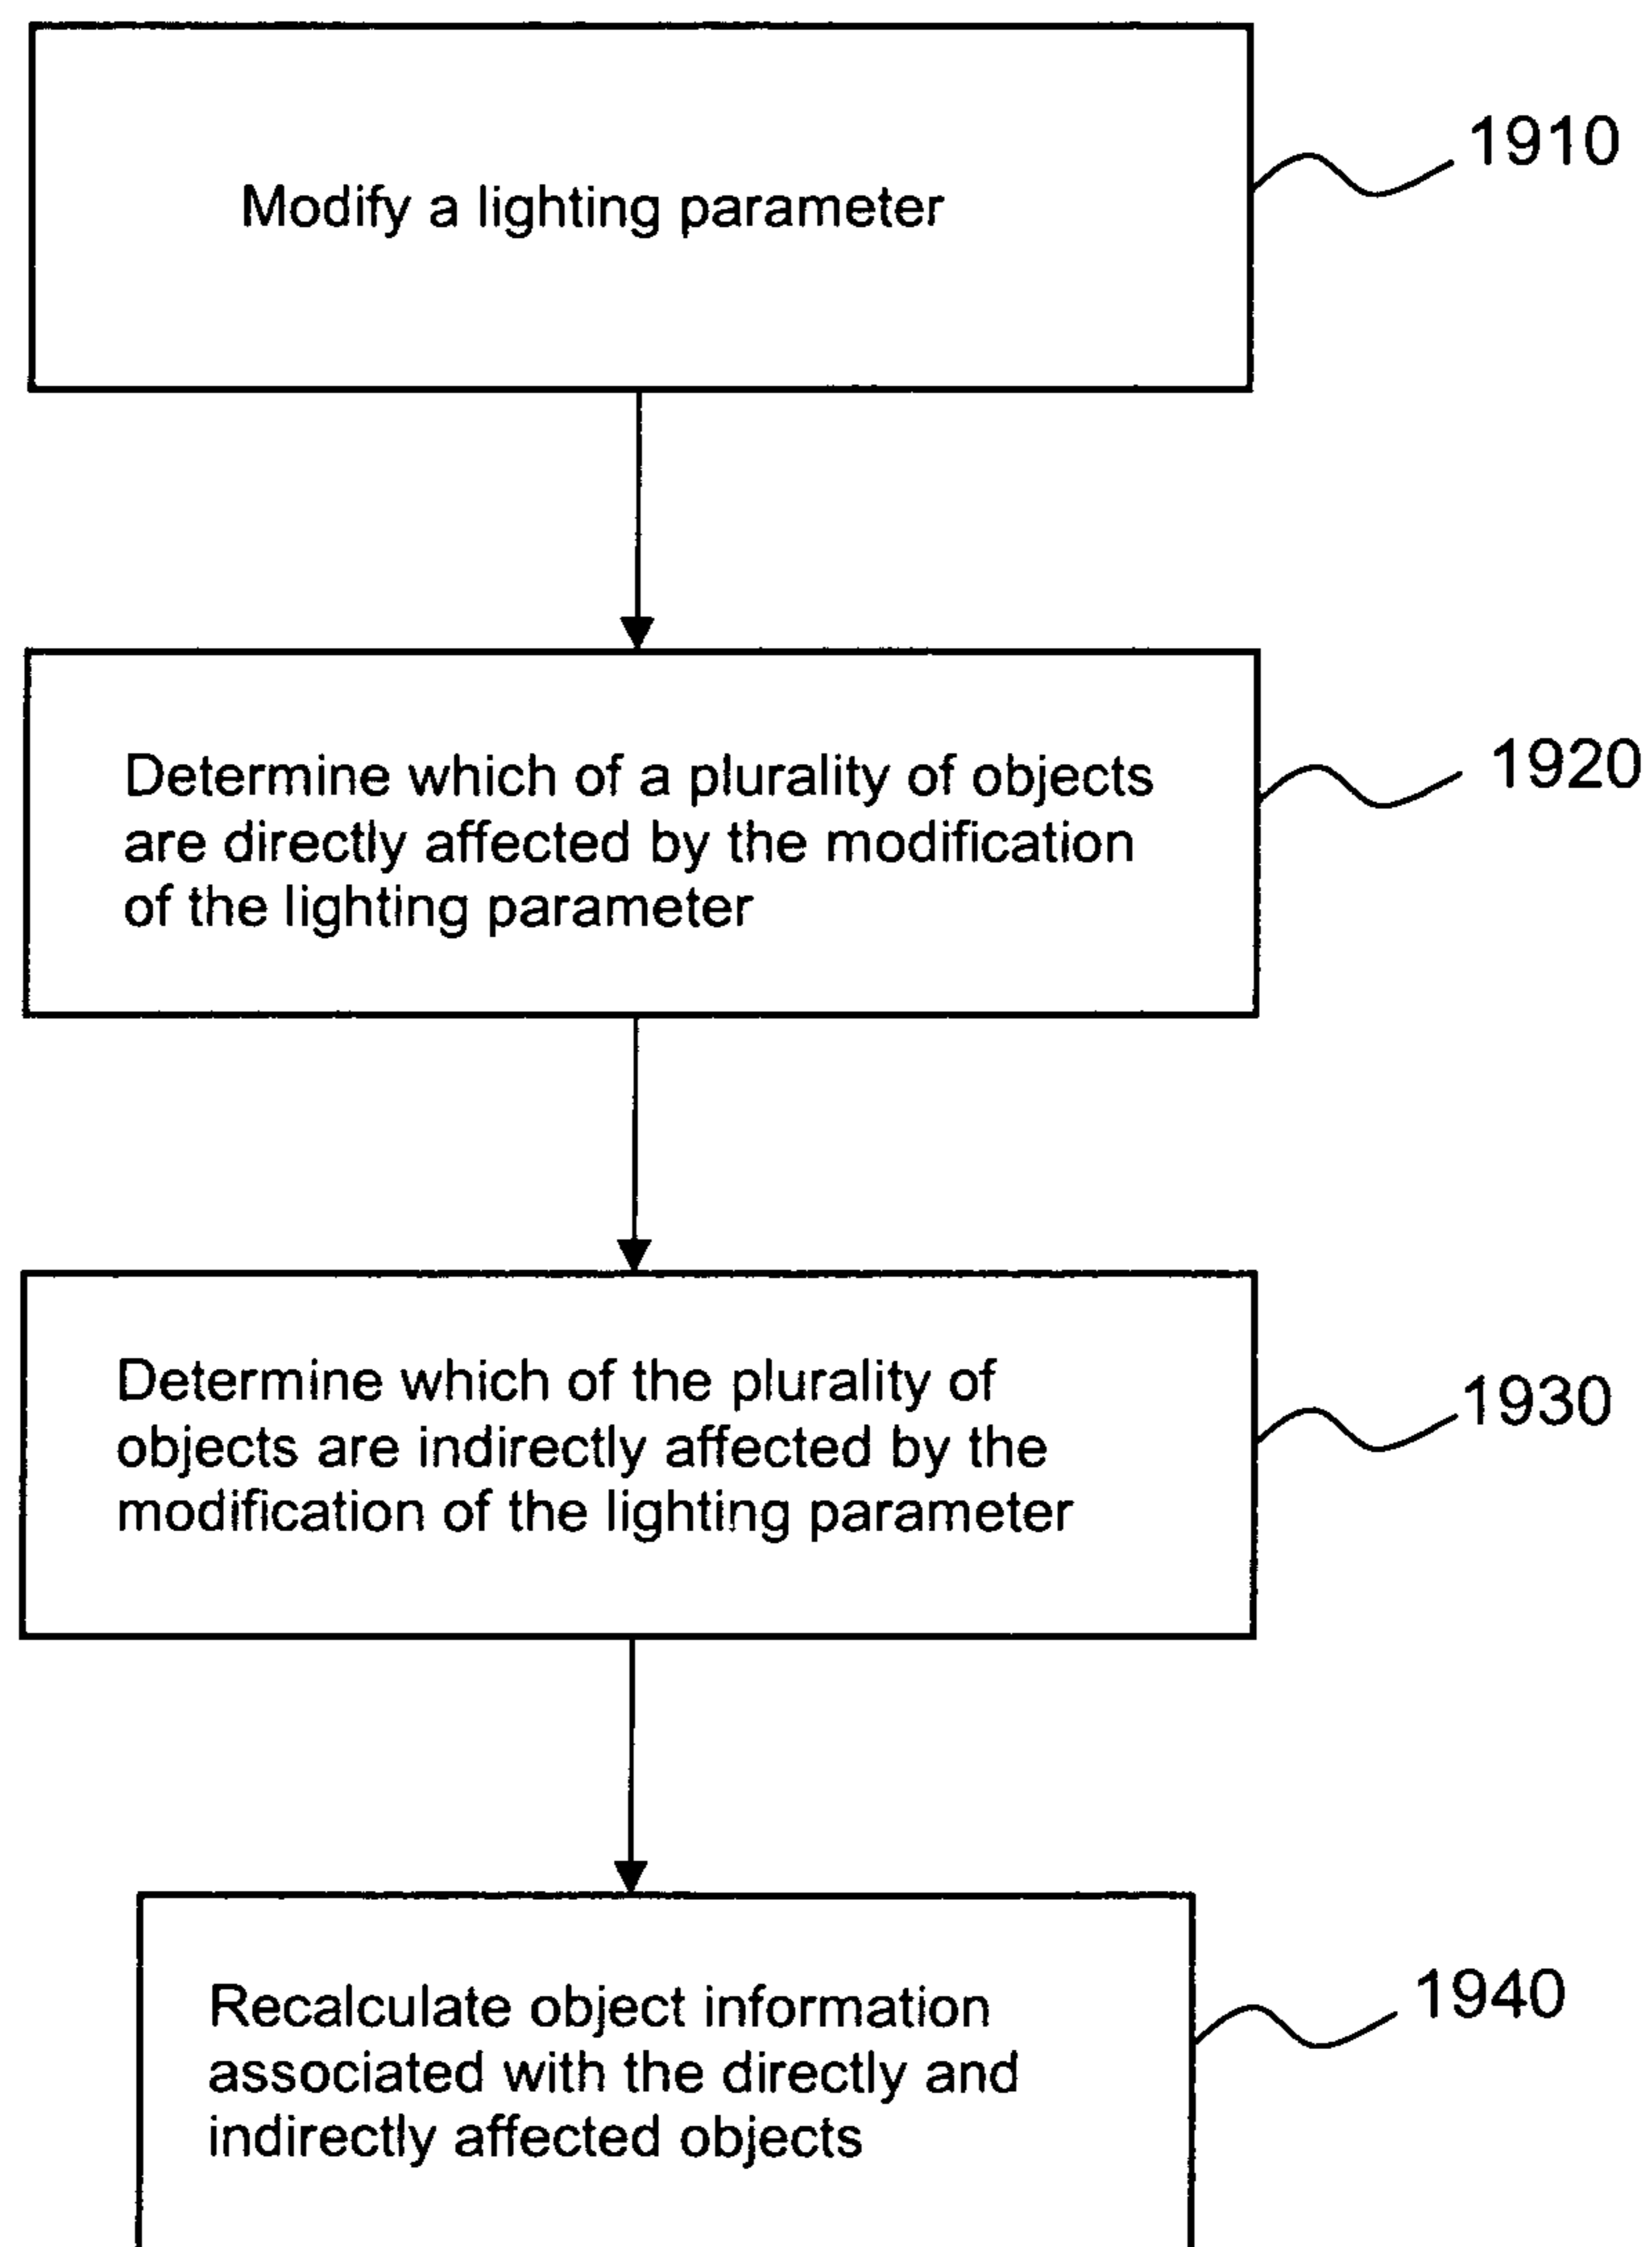 1910
Modify a lighting parameter
1920
Determine which of a plurality of objects
are directly affected by the modification
of the lighting parameter
1930
Determine which of the plurality of
objects are indirectly affected by the
modification of the lighting parameter
1940
Recalculate object information
associated with the directly and
indirectly affected objects